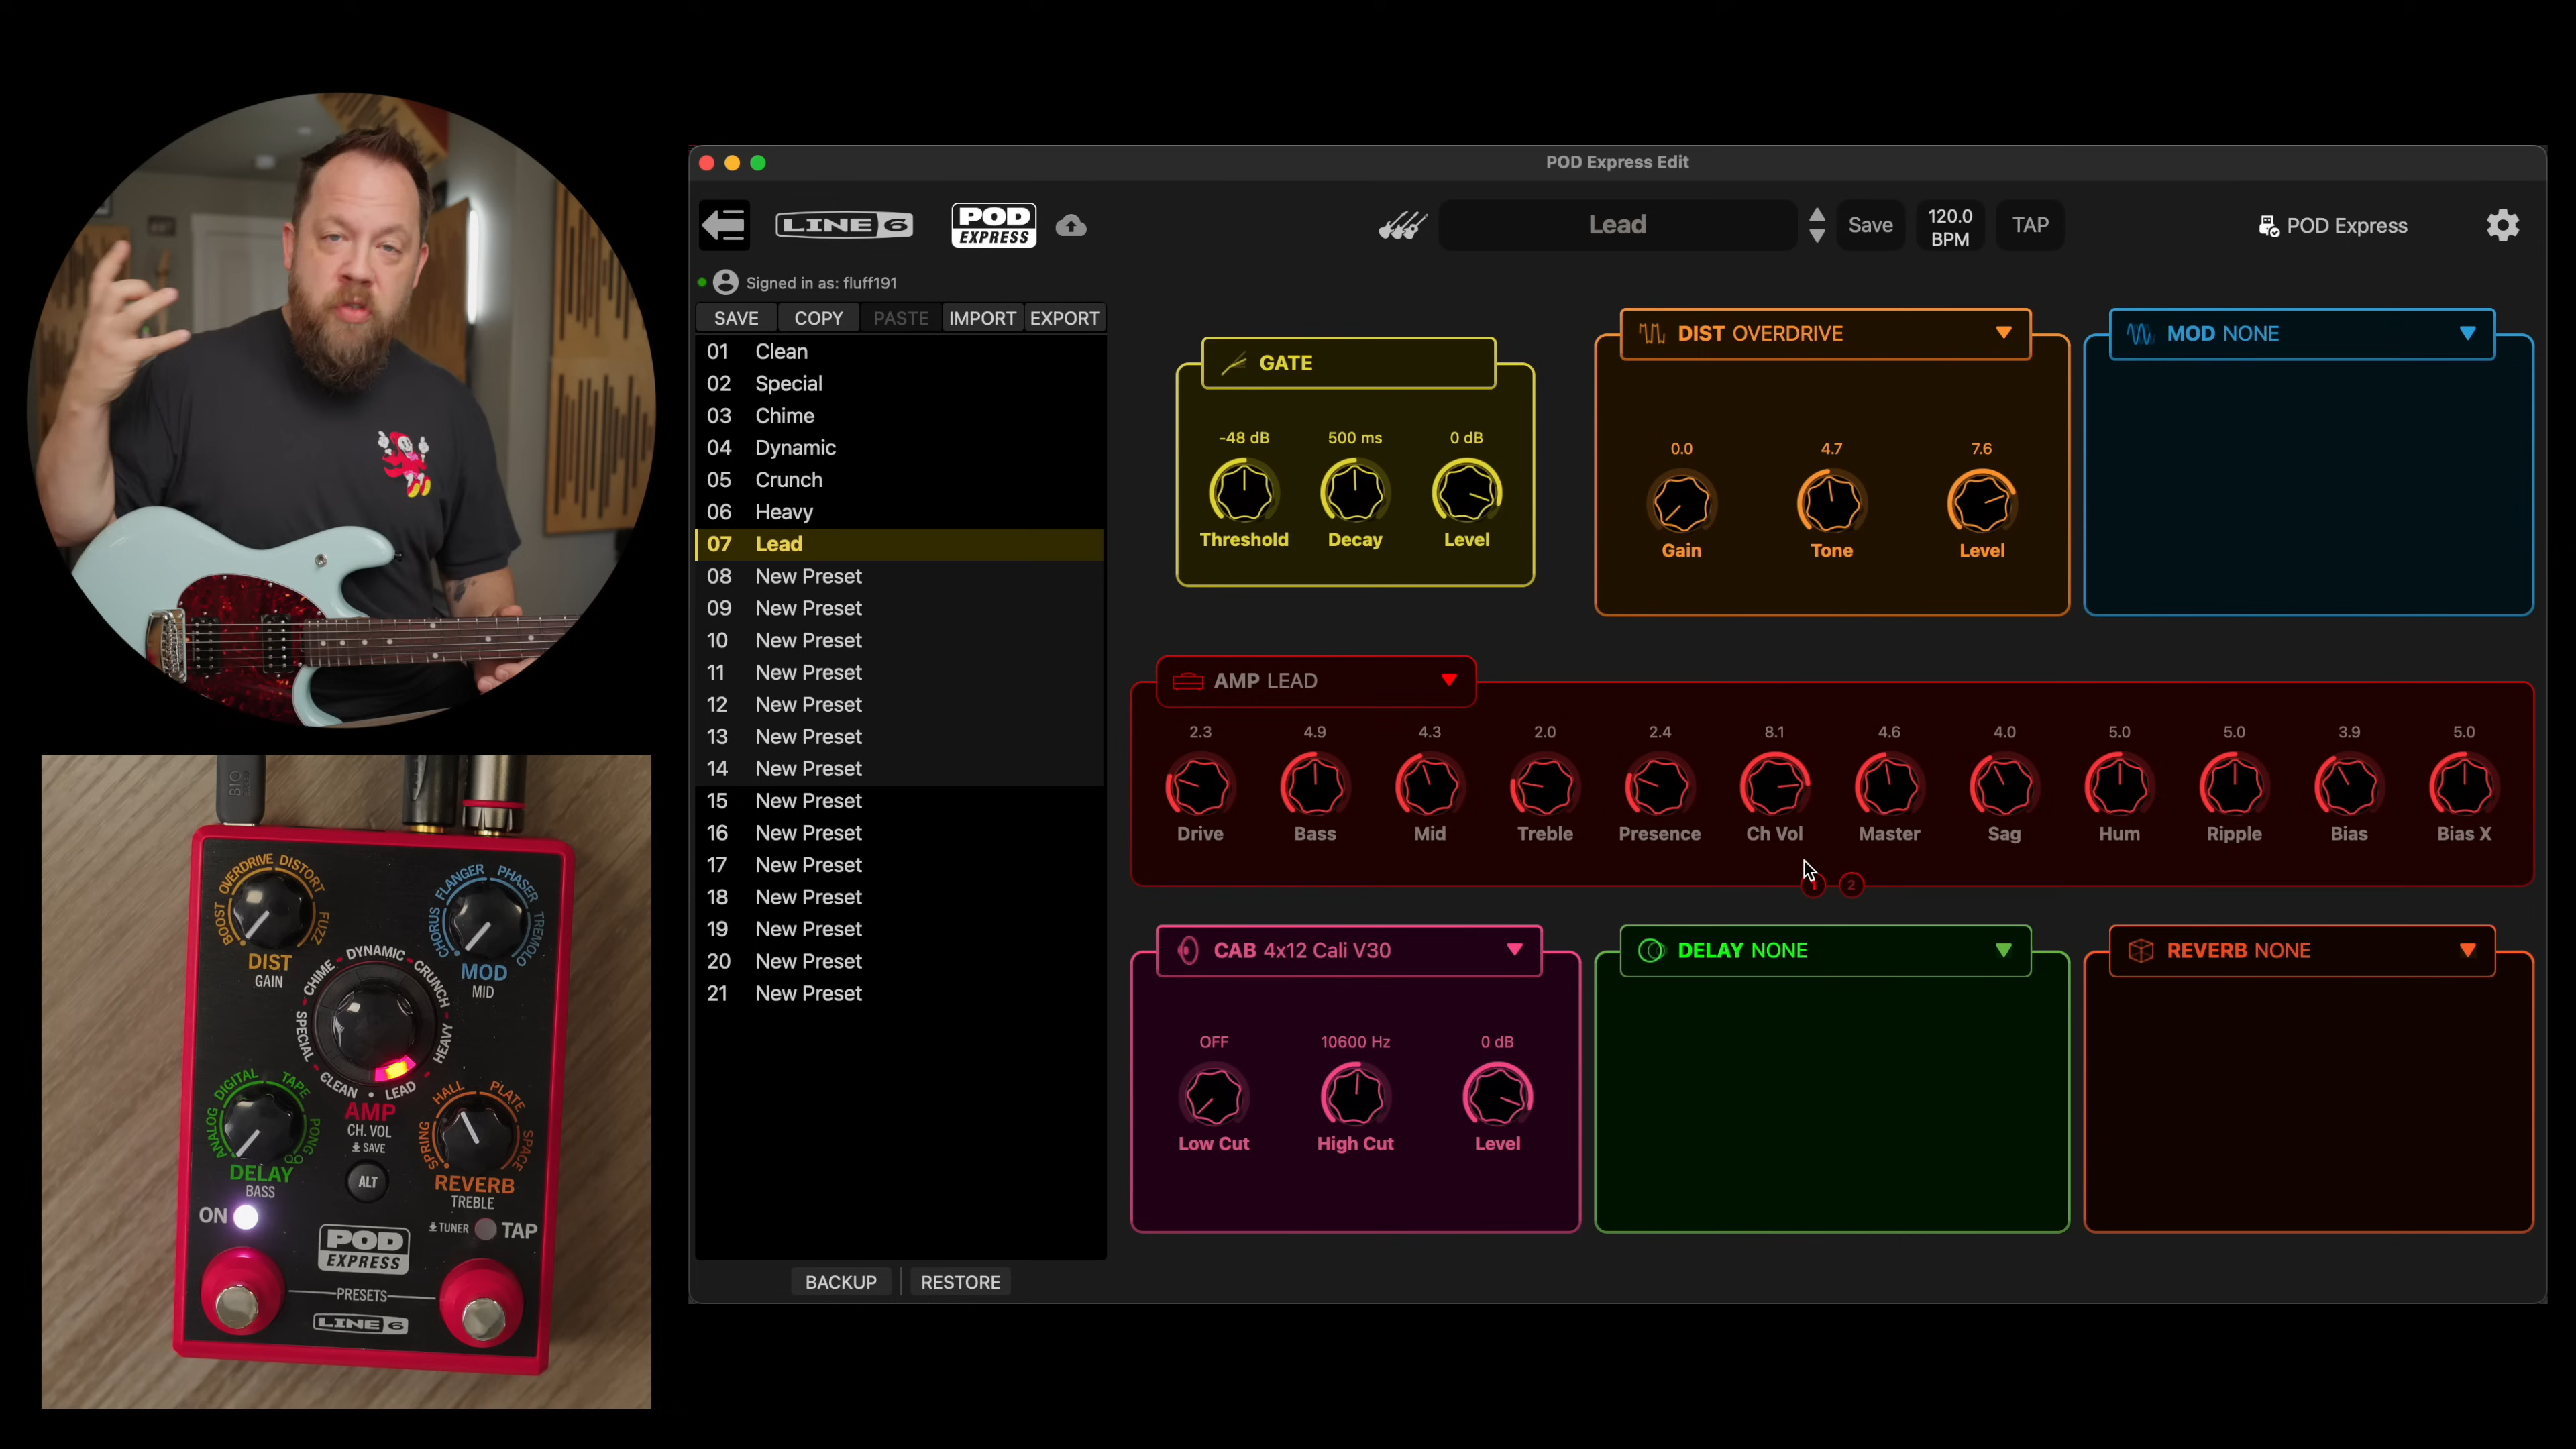 POD Express Edit
LINE 6
POD EXPRESS
Lead
Save
120.0 BPM
TAP
POD Express
Signed in as: fluff191
SAVE COPY PASTE IMPORT EXPORT
01 Clean
02 Special
03 Chime
04 Dynamic
05 Crunch
06 Heavy
07 Lead
08 New Preset
09 New Preset
10 New Preset
11 New Preset
12 New Preset
13 New Preset
14 New Preset
15 New Preset
16 New Preset
17 New Preset
18 New Preset
19 New Preset
20 New Preset
21 New Preset
BACKUP RESTORE
GATE
-48 dB 500 ms 0 dB
Threshold Decay Level
DIST OVERDRIVE
0.0 4.7 7.6
Gain Tone Level
MOD NONE
AMP LEAD
2.3 4.9 4.3 2.0 2.4 8.1 4.6 4.0 5.0 5.0 3.9 5.0
Drive Bass Mid Treble Presence Ch Vol Master Sag Hum Ripple Bias Bias X
2
CAB 4x12 Cali V30
OFF 10600 Hz 0 dB
Low Cut High Cut Level
DELAY NONE
REVERB NONE
BIO
BOOST OVERDRIVE DISTORT FUZZ
DIST
GAIN
CHORUS FLANGER PHASER TREMOLO
MOD
MID
CLEAN SPECIAL CHIME DYNAMIC CRUNCH HEAVY LEAD
AMP
CH. VOL
SAVE
ALT
ANALOG DIGITAL TAPE PONG
DELAY
BASS
SPRING HALL PLATE SPACE
REVERB
TREBLE
ON
TUNER TAP
POD EXPRESS
PRESETS
LINE 6